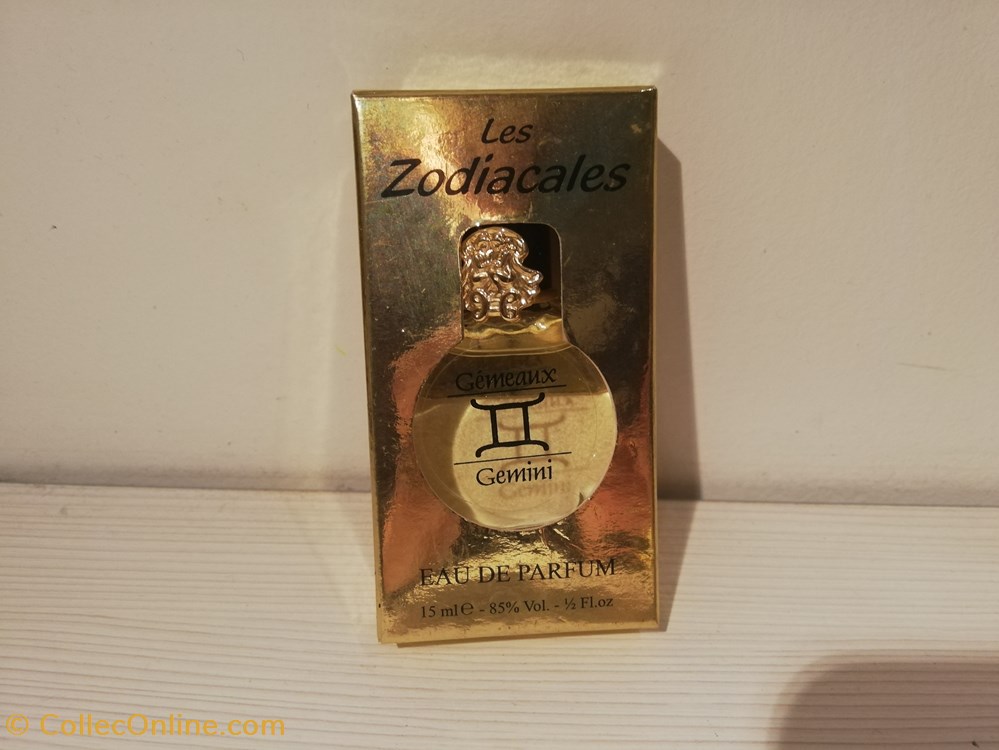 Les
Zodiacales
Gémeaux
Gemini
EAU DE PARFUM
15 ml ℮ - 85% Vol. - ½ Fl.oz
© CollecOnline.com